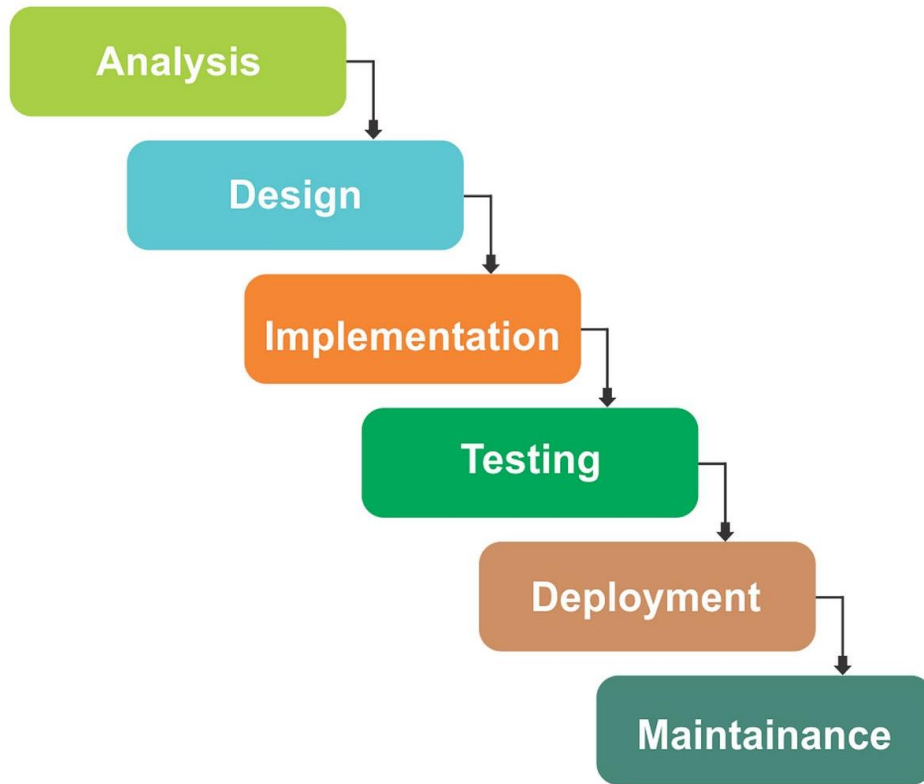 Analysis
Design
Implementation
Testing
Deployment
Maintainance